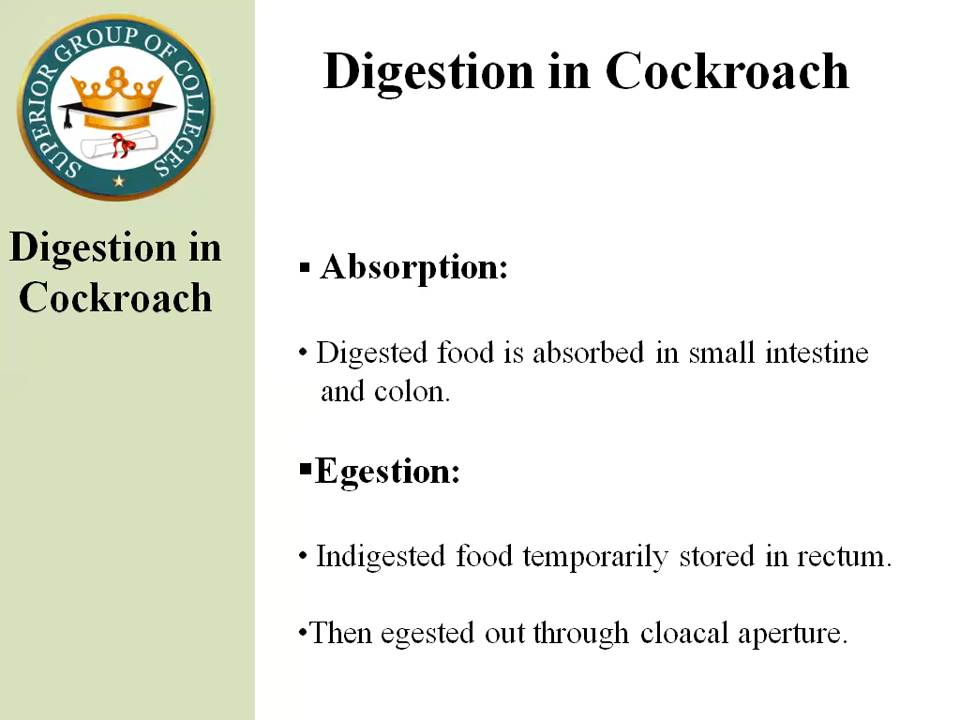 SUPERIOR GROUP OF COLLEGES
Digestion in Cockroach
Digestion in
Cockroach
▪ Absorption:
• Digested food is absorbed in small intestine
and colon.
▪Egestion:
• Indigested food temporarily stored in rectum.
•Then egested out through cloacal aperture.